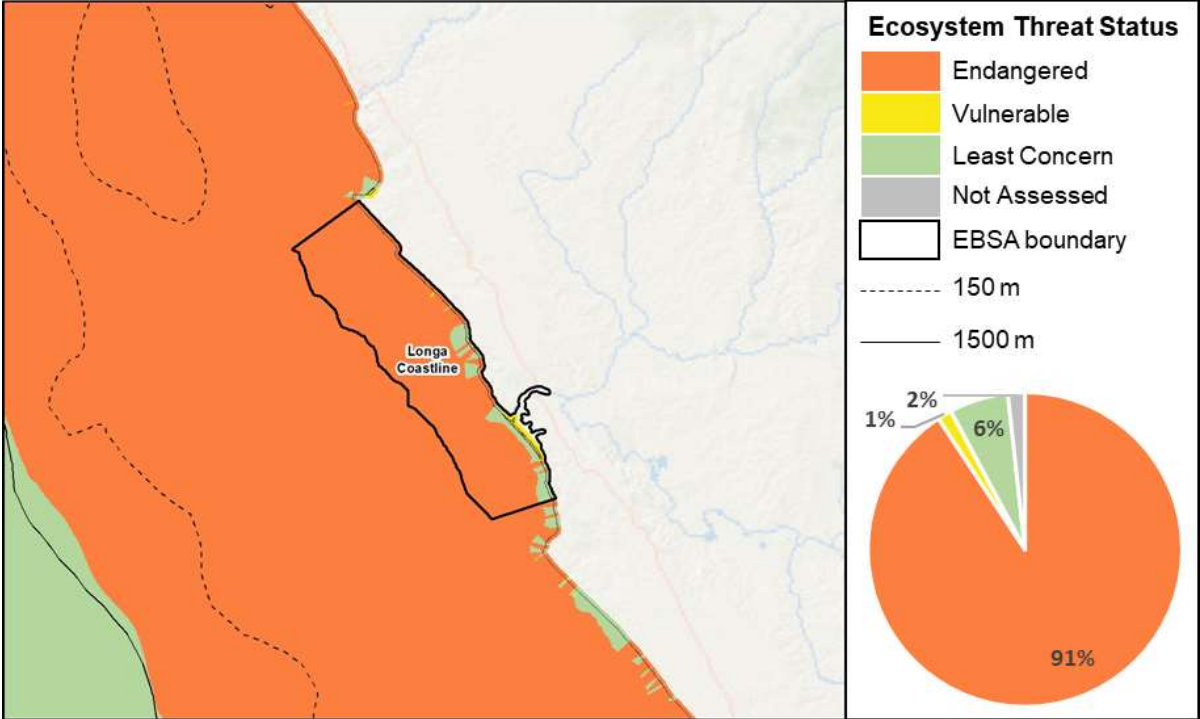 Longa
Coastline
Ecosystem Threat Status
Endangered
Vulnerable
Least Concern
Not Assessed
EBSA boundary
150 m
1500 m
2%
1%
6%
91%